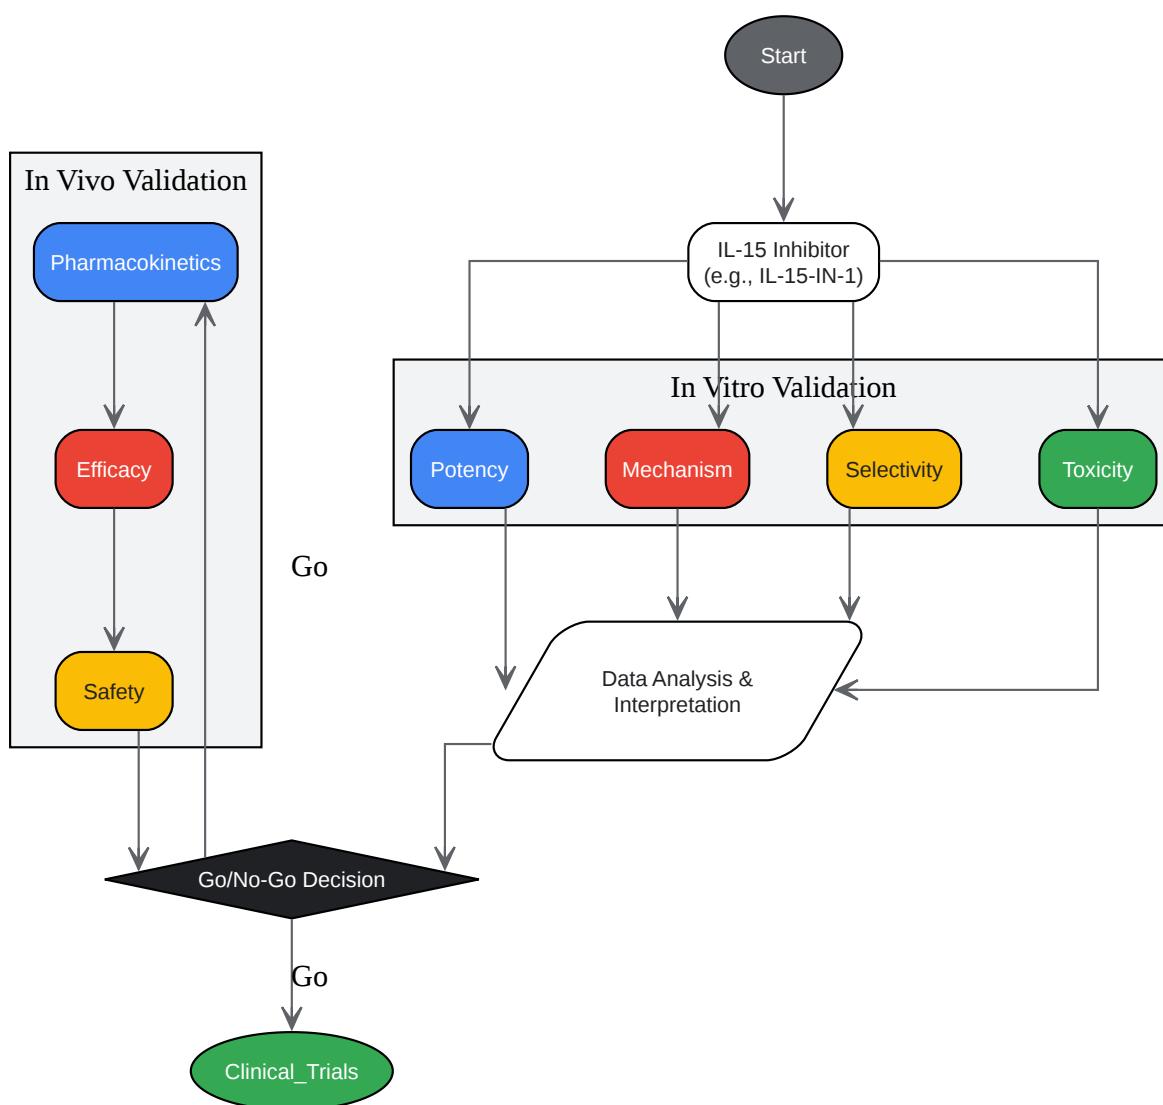 Start
In Vivo Validation
Pharmacokinetics
IL-15 Inhibitor
(e.g., IL-15-IN-1)
In Vitro Validation
Efficacy
Potency
Mechanism
Selectivity
Toxicity
Go
Safety
Data Analysis &
Interpretation
Go/No-Go Decision
Go
Clinical_Trials